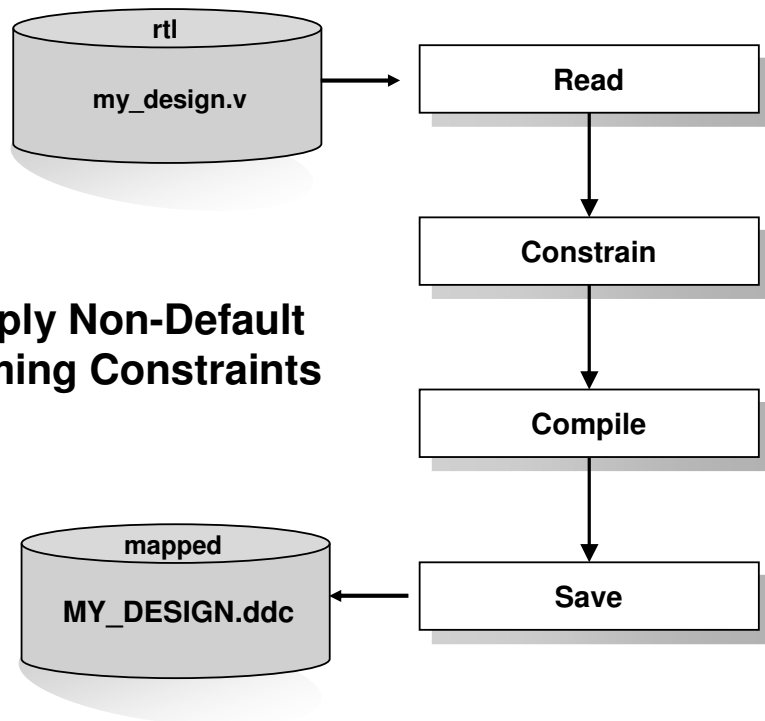 rtl
my_design.v
Read
Constrain
ply Non-Default
ning Constraints
Compile
mapped
MY_DESIGN.ddc
Save